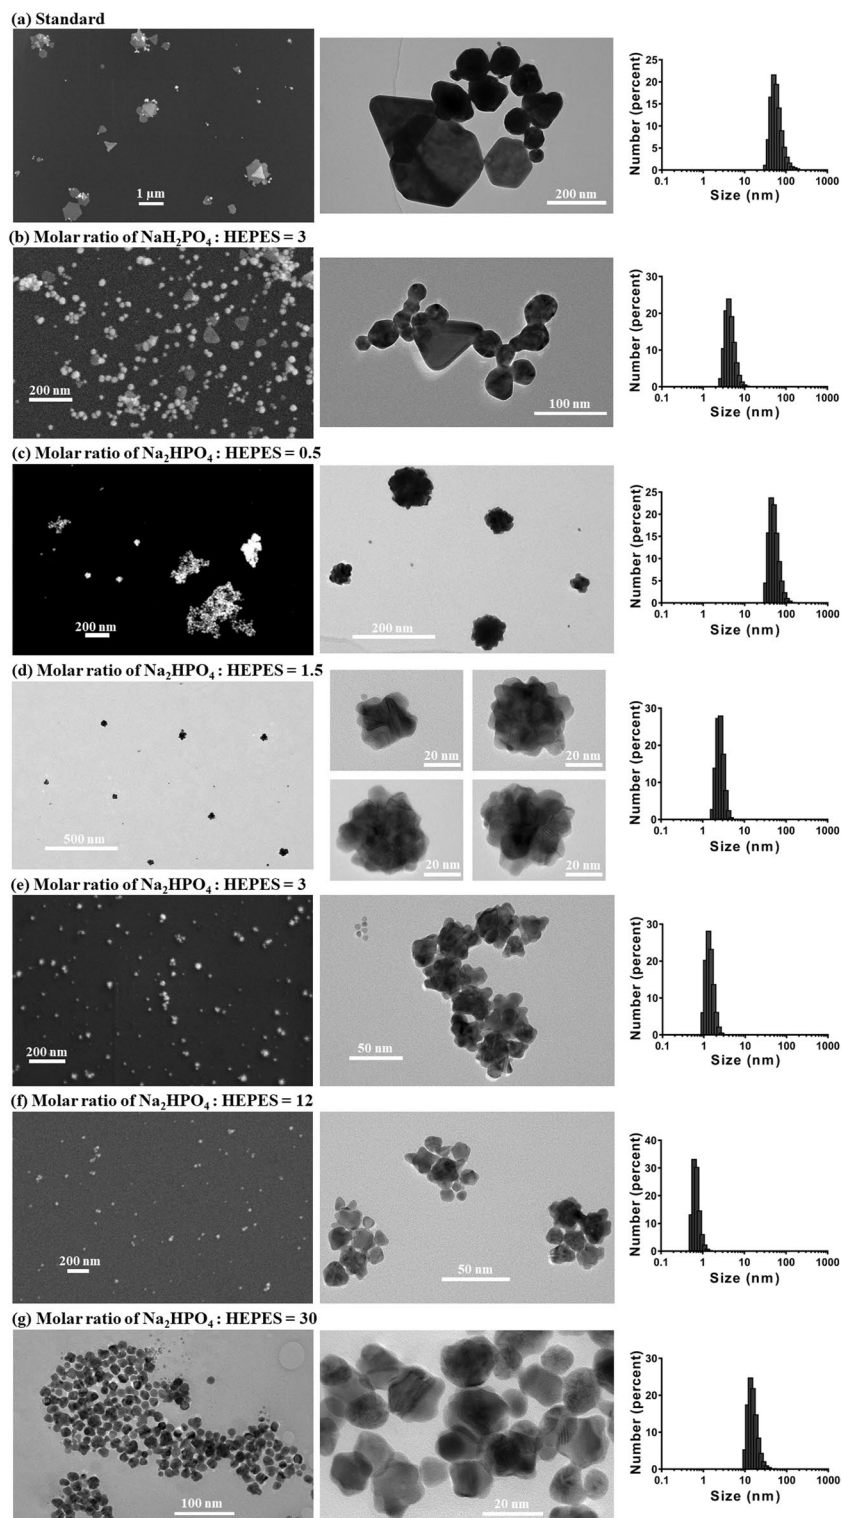 (a) Standard
1 µm
200 nm
Number (percent)
25
20
15
10
5
0
0.1 1 10 100 1000
Size (nm)
(b) Molar ratio of NaH₂PO₄ : HEPES = 3
200 nm
100 nm
Number (percent)
30
20
10
0
0.1 1 10 100 1000
Size (nm)
(c) Molar ratio of Na₂HPO₄ : HEPES = 0.5
200 nm
200 nm
Number (percent)
25
20
15
10
5
0
0.1 1 10 100 1000
Size (nm)
(d) Molar ratio of Na₂HPO₄ : HEPES = 1.5
500 nm
20 nm
20 nm
20 nm
20 nm
Number (percent)
30
20
10
0
0.1 1 10 100 1000
Size (nm)
(e) Molar ratio of Na₂HPO₄ : HEPES = 3
200 nm
50 nm
Number (percent)
30
20
10
0
0.1 1 10 100 1000
Size (nm)
(f) Molar ratio of Na₂HPO₄ : HEPES = 12
200 nm
50 nm
Number (percent)
40
30
20
10
0
0.1 1 10 100 1000
Size (nm)
(g) Molar ratio of Na₂HPO₄ : HEPES = 30
100 nm
20 nm
Number (percent)
30
20
10
0
0.1 1 10 100 1000
Size (nm)